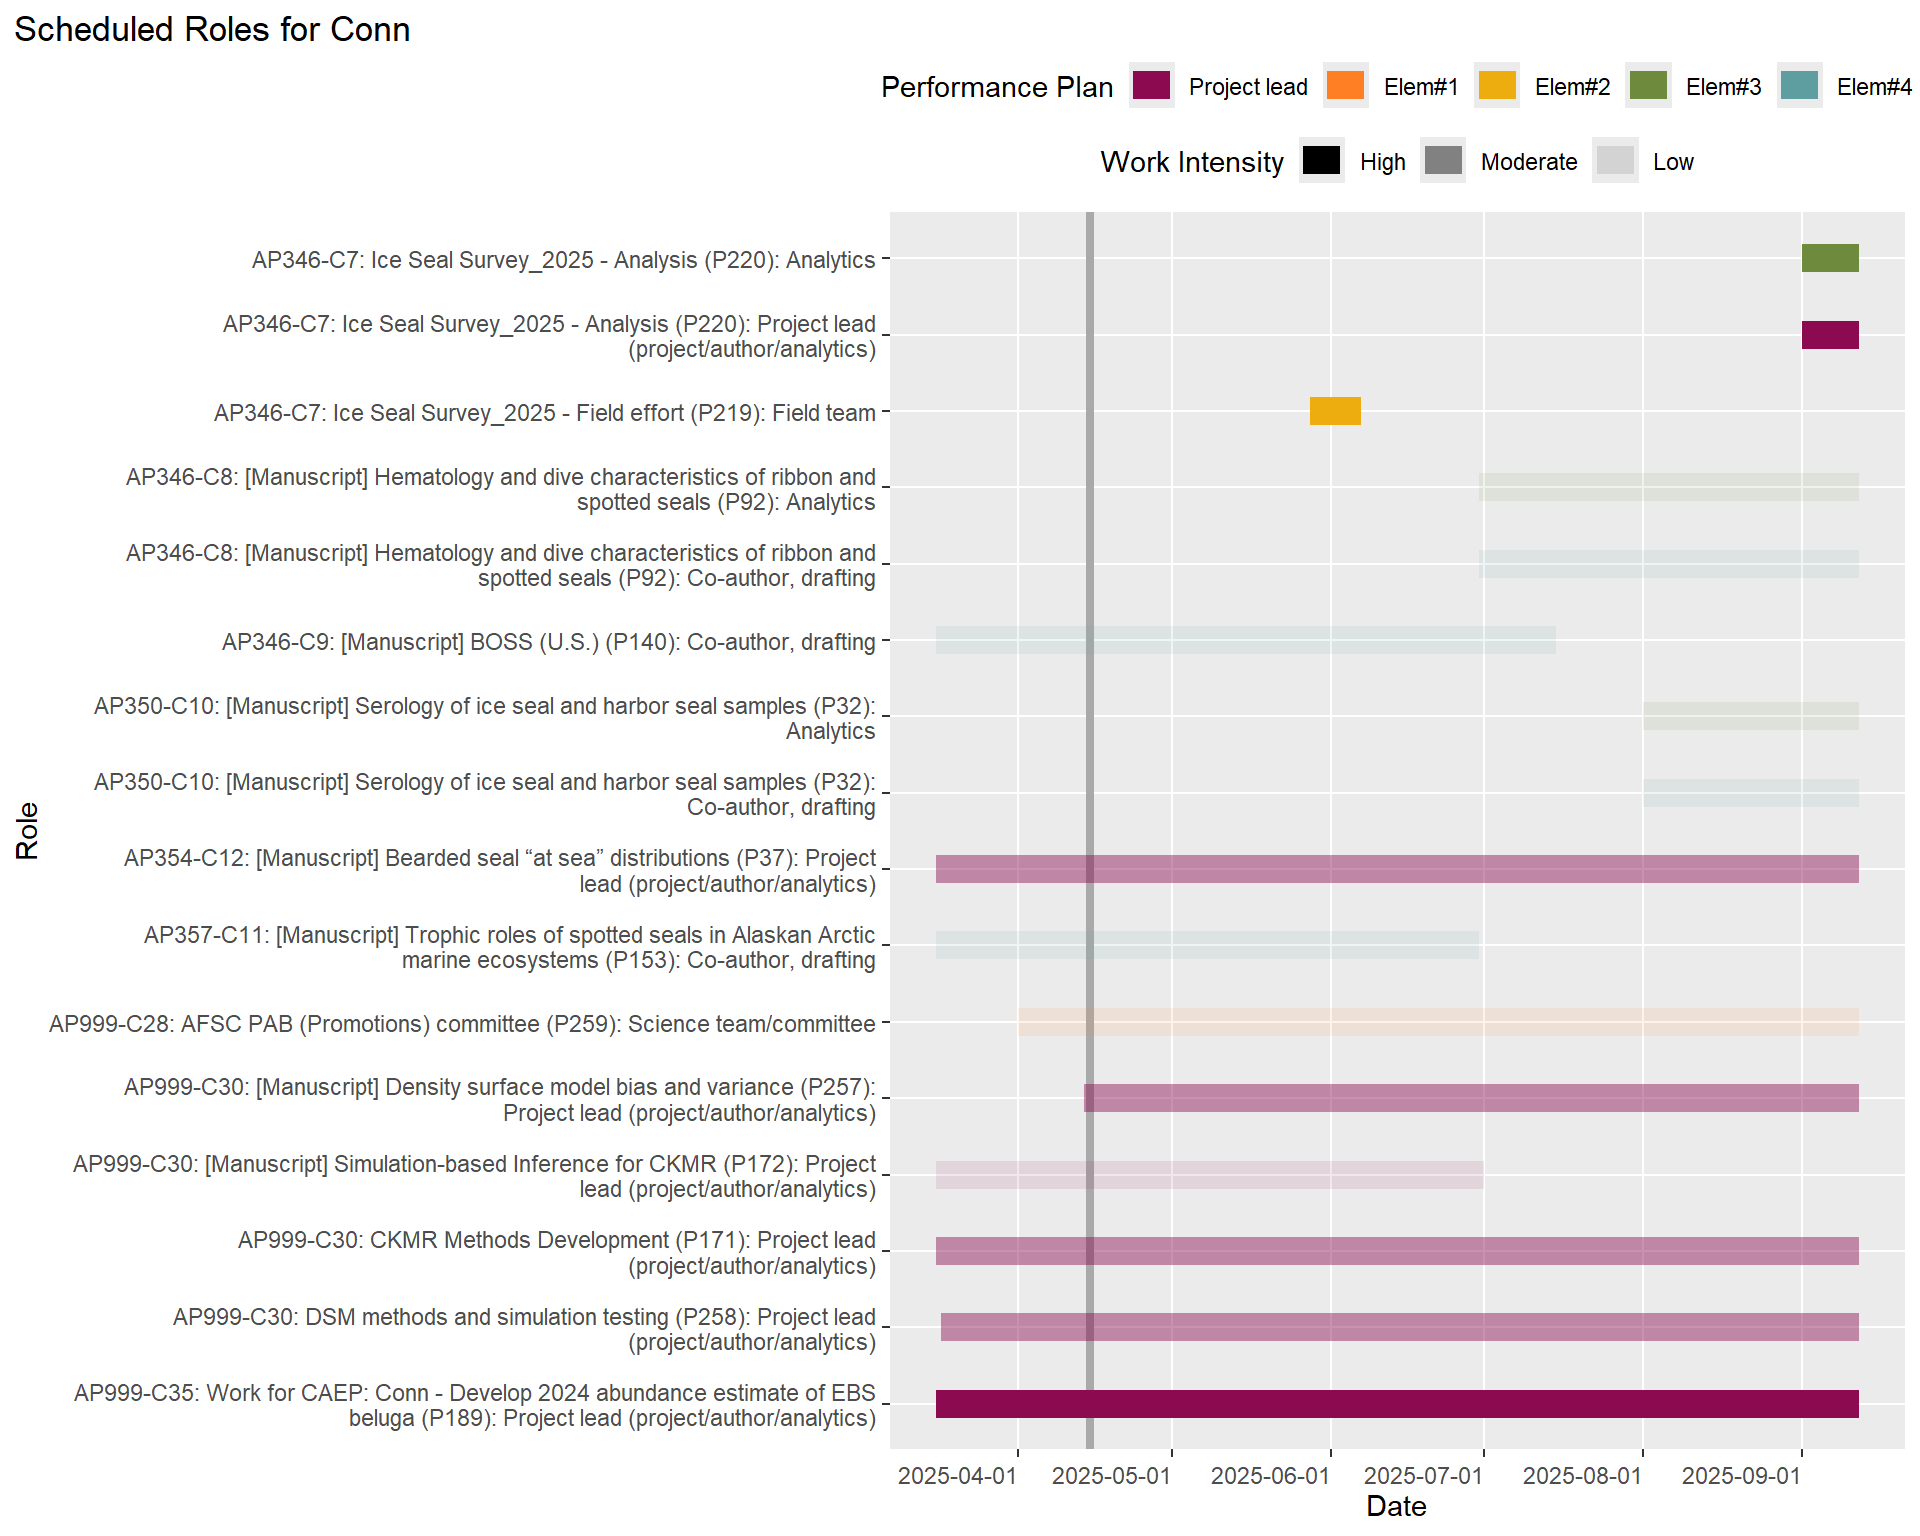 Scheduled Roles for Conn
Performance Plan Project lead Elem#1 Elem#2 Elem#3 Elem#4
Work Intensity High Moderate Low
AP346-C7: Ice Seal Survey_2025 - Analysis (P220): Analytics
AP346-C7: Ice Seal Survey_2025 - Analysis (P220): Project lead
(project/author/analytics)
AP346-C7: Ice Seal Survey_2025 - Field effort (P219): Field team
AP346-C8: [Manuscript] Hematology and dive characteristics of ribbon and
spotted seals (P92): Analytics
AP346-C8: [Manuscript] Hematology and dive characteristics of ribbon and
spotted seals (P92): Co-author, drafting
AP346-C9: [Manuscript] BOSS (U.S.) (P140): Co-author, drafting
AP350-C10: [Manuscript] Serology of ice seal and harbor seal samples (P32):
Analytics
AP350-C10: [Manuscript] Serology of ice seal and harbor seal samples (P32):
Co-author, drafting
AP354-C12: [Manuscript] Bearded seal “at sea” distributions (P37): Project
lead (project/author/analytics)
AP357-C11: [Manuscript] Trophic roles of spotted seals in Alaskan Arctic
marine ecosystems (P153): Co-author, drafting
AP999-C28: AFSC PAB (Promotions) committee (P259): Science team/committee
AP999-C30: [Manuscript] Density surface model bias and variance (P257):
Project lead (project/author/analytics)
AP999-C30: [Manuscript] Simulation-based Inference for CKMR (P172): Project
lead (project/author/analytics)
AP999-C30: CKMR Methods Development (P171): Project lead
(project/author/analytics)
AP999-C30: DSM methods and simulation testing (P258): Project lead
(project/author/analytics)
AP999-C35: Work for CAEP: Conn - Develop 2024 abundance estimate of EBS
beluga (P189): Project lead (project/author/analytics)
Role
2025-04-01 2025-05-01 2025-06-01 2025-07-01 2025-08-01 2025-09-01
Date